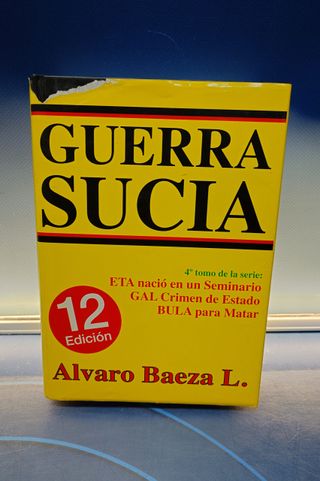 GUERRA
SUCIA
4º tomo de la serie:
ETA nació en un Seminario
GAL Crimen de Estado
BULA para Matar
12
Edición
Alvaro Baeza L.